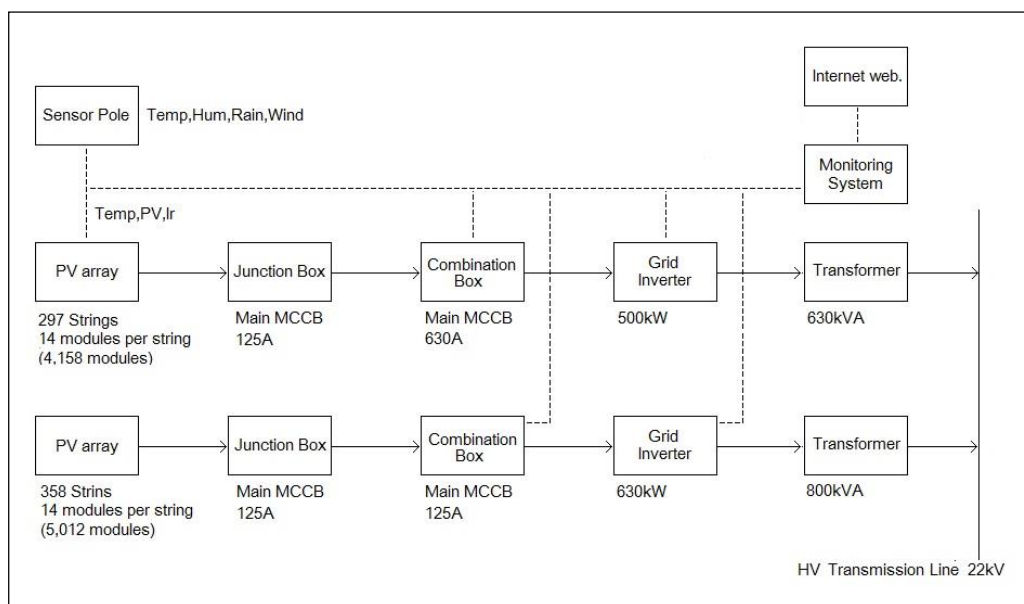 Internet web.
Sensor Pole
Temp,Hum,Rain,Wind
Monitoring
System
Temp,PV,Ir
PV array
Junction Box
Combination
Box
Grid
Inverter
Transformer
297 Strings
14 modules per string
(4,158 modules)
Main MCCB
125A
Main MCCB
630A
500kW
630kVA
PV array
Junction Box
Combination
Box
Grid
Inverter
Transformer
358 Strins
14 modules per string
(5,012 modules)
Main MCCB
125A
Main MCCB
125A
630kW
800kVA
HV Transmission Line 22kV